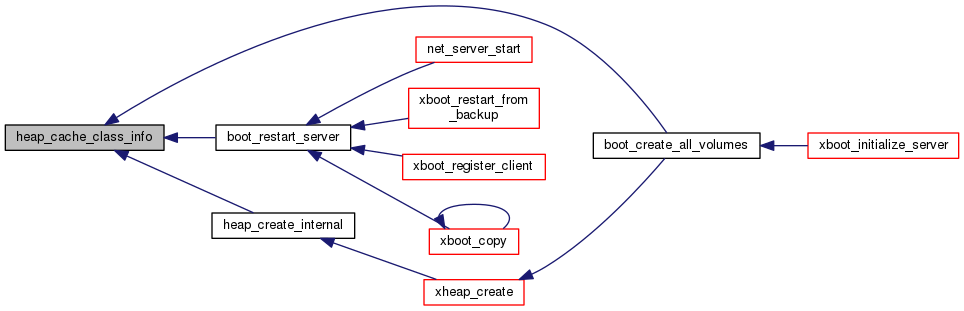 heap_cache_class_info
boot_restart_server
heap_create_internal
net_server_start
xboot_restart_from
_backup
xboot_register_client
xboot_copy
xheap_create
boot_create_all_volumes
xboot_initialize_server